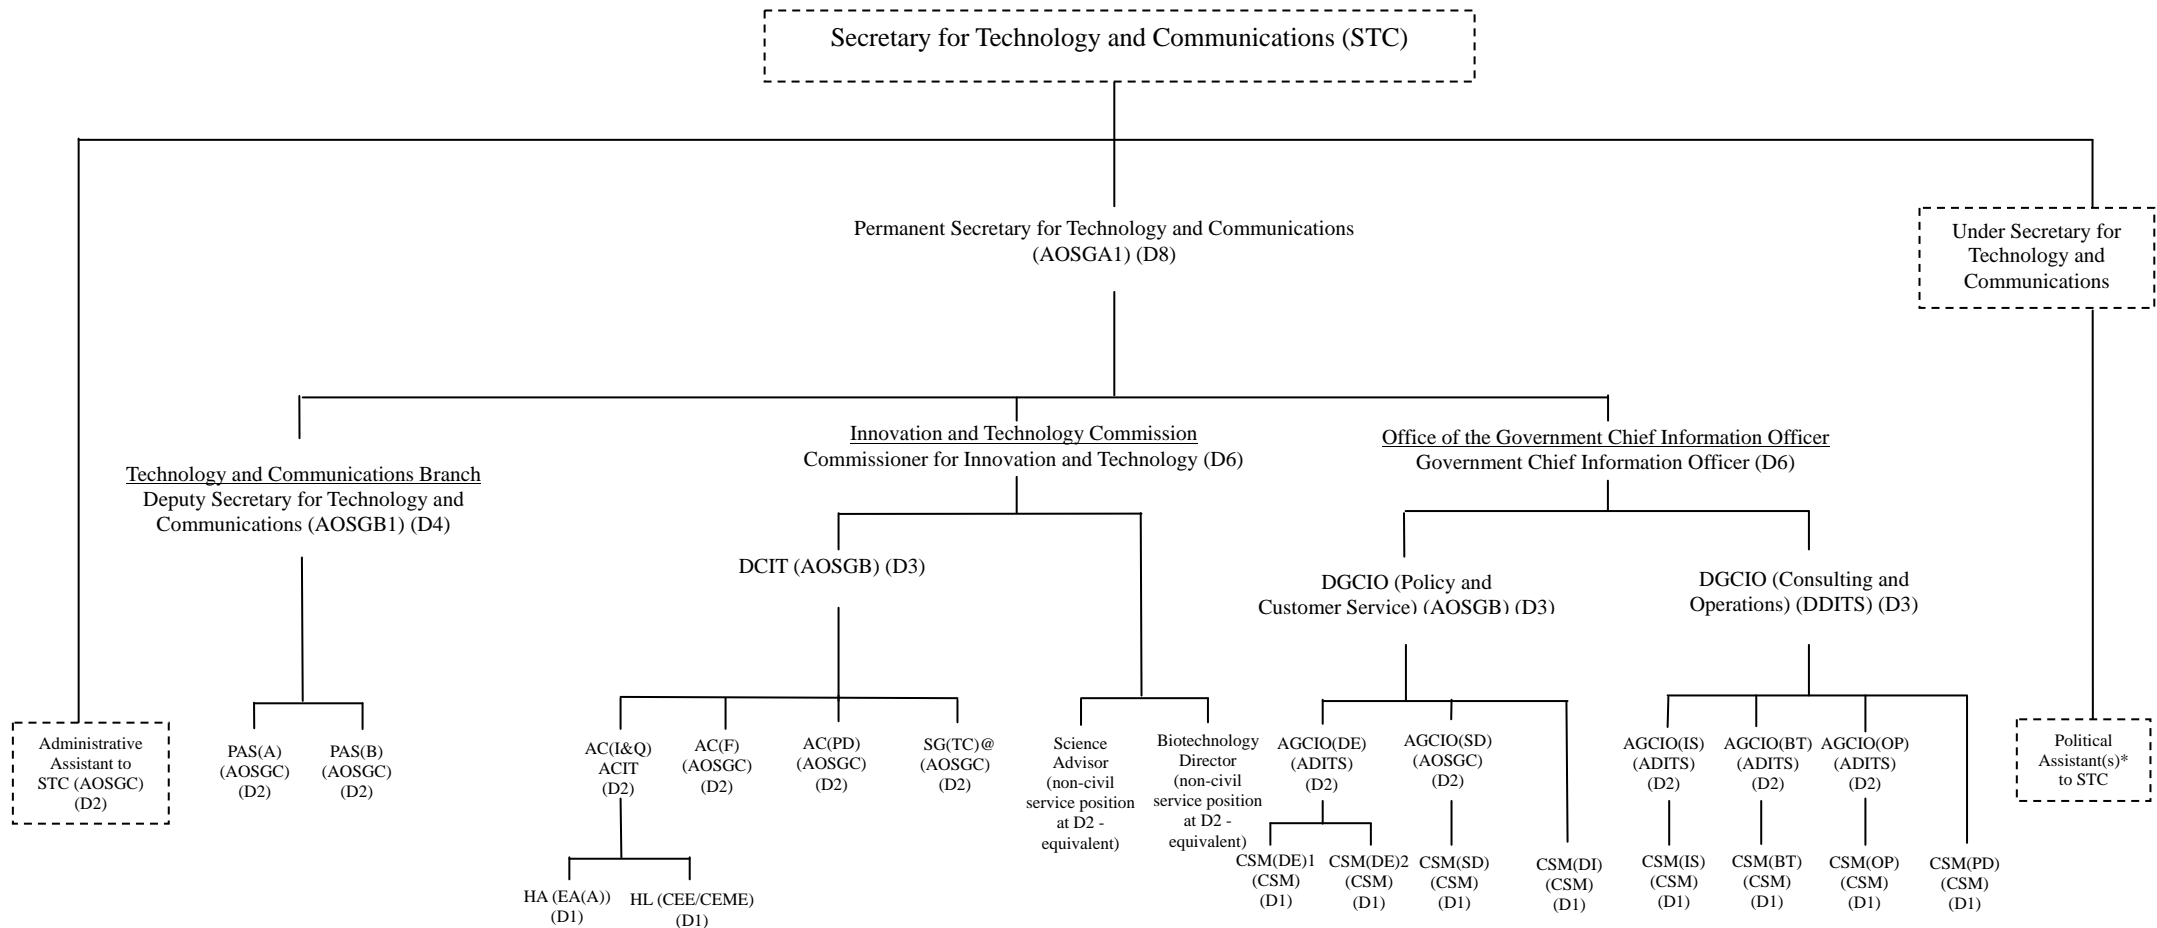 Secretary for Technology and Communications (STC)
Permanent Secretary for Technology and Communications
(AOSGA1) (D8)
Under Secretary for
Technology and
Communications
Technology and Communications Branch
Deputy Secretary for Technology and
Communications (AOSGB1) (D4)
Innovation and Technology Commission
Commissioner for Innovation and Technology (D6)
Office of the Government Chief Information Officer
Government Chief Information Officer (D6)
DCIT (AOSGB) (D3)
DGCIO (Policy and
Customer Service) (AOSGB) (D3)
DGCIO (Consulting and
Operations) (DDITS) (D3)
Administrative
Assistant to
STC (AOSGC)
(D2)
PAS(A)
(AOSGC)
(D2)
PAS(B)
(AOSGC)
(D2)
AC(I&Q)
ACIT
(D2)
AC(F)
(AOSGC)
(D2)
AC(PD)
(AOSGC)
(D2)
SG(TC)@
(AOSGC)
(D2)
Science
Advisor
(non-civil
service position
at D2 -
equivalent)
Biotechnology
Director
(non-civil
service position
at D2 -
equivalent)
AGCIO(DE)
(ADITS)
(D2)
AGCIO(SD)
(AOSGC)
(D2)
AGCIO(IS)
(ADITS)
(D2)
AGCIO(BT)
(ADITS)
(D2)
AGCIO(OP)
(ADITS)
(D2)
Political
Assistant(s)*
to STC
HA (EA(A))
(D1)
HL (CEE/CEME)
(D1)
CSM(DE)1
(CSM)
(D1)
CSM(DE)2
(CSM)
(D1)
CSM(SD)
(CSM)
(D1)
CSM(DI)
(CSM)
(D1)
CSM(IS)
(CSM)
(D1)
CSM(BT)
(CSM)
(D1)
CSM(OP)
(CSM)
(D1)
CSM(PD)
(CSM)
(D1)